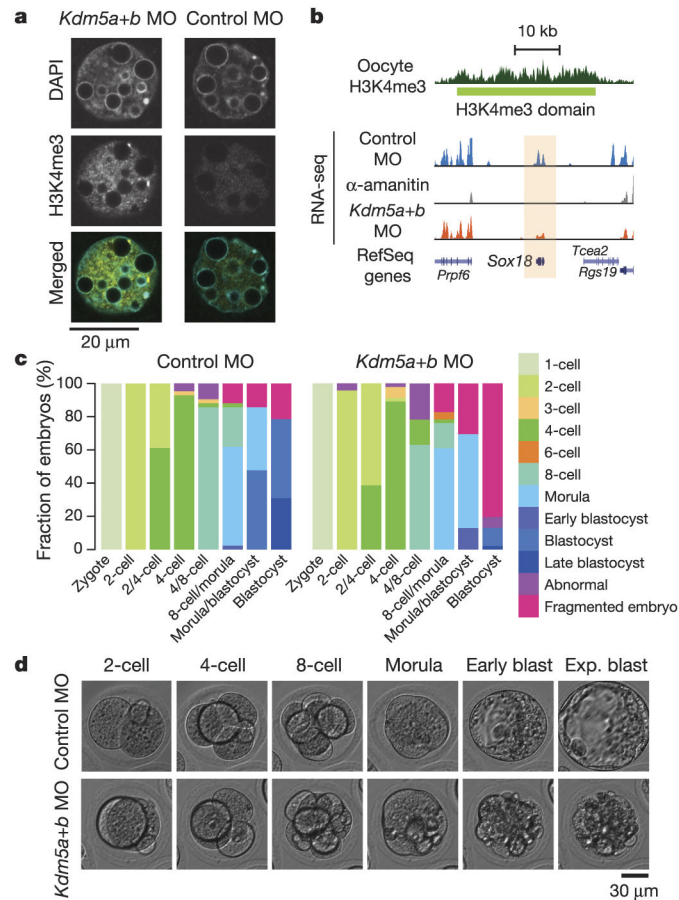 a
Kdm5a+b MO Control MO
DAPI
H3K4me3
Merged
20 μm
b
10 kb
Oocyte
H3K4me3
H3K4me3 domain
RNA-seq
Control
MO
α-amanitin
Kdm5a+b
MO
RefSeq
genes
Prpf6
Sox18
Tcea2
Rgs19
c
Control MO
Kdm5a+b MO
Fraction of embryos (%)
100
80
60
40
20
0
Zygote
2-cell
2/4-cell
4-cell
4/8-cell
8-cell/morula
Morula/blastocyst
Blastocyst
Zygote
2-cell
2/4-cell
4-cell
4/8-cell
8-cell/morula
Morula/blastocyst
Blastocyst
1-cell
2-cell
3-cell
4-cell
6-cell
8-cell
Morula
Early blastocyst
Blastocyst
Late blastocyst
Abnormal
Fragmented embryo
d
2-cell 4-cell 8-cell Morula Early blast Exp. blast
Control MO
Kdm5a+b MO
30 μm